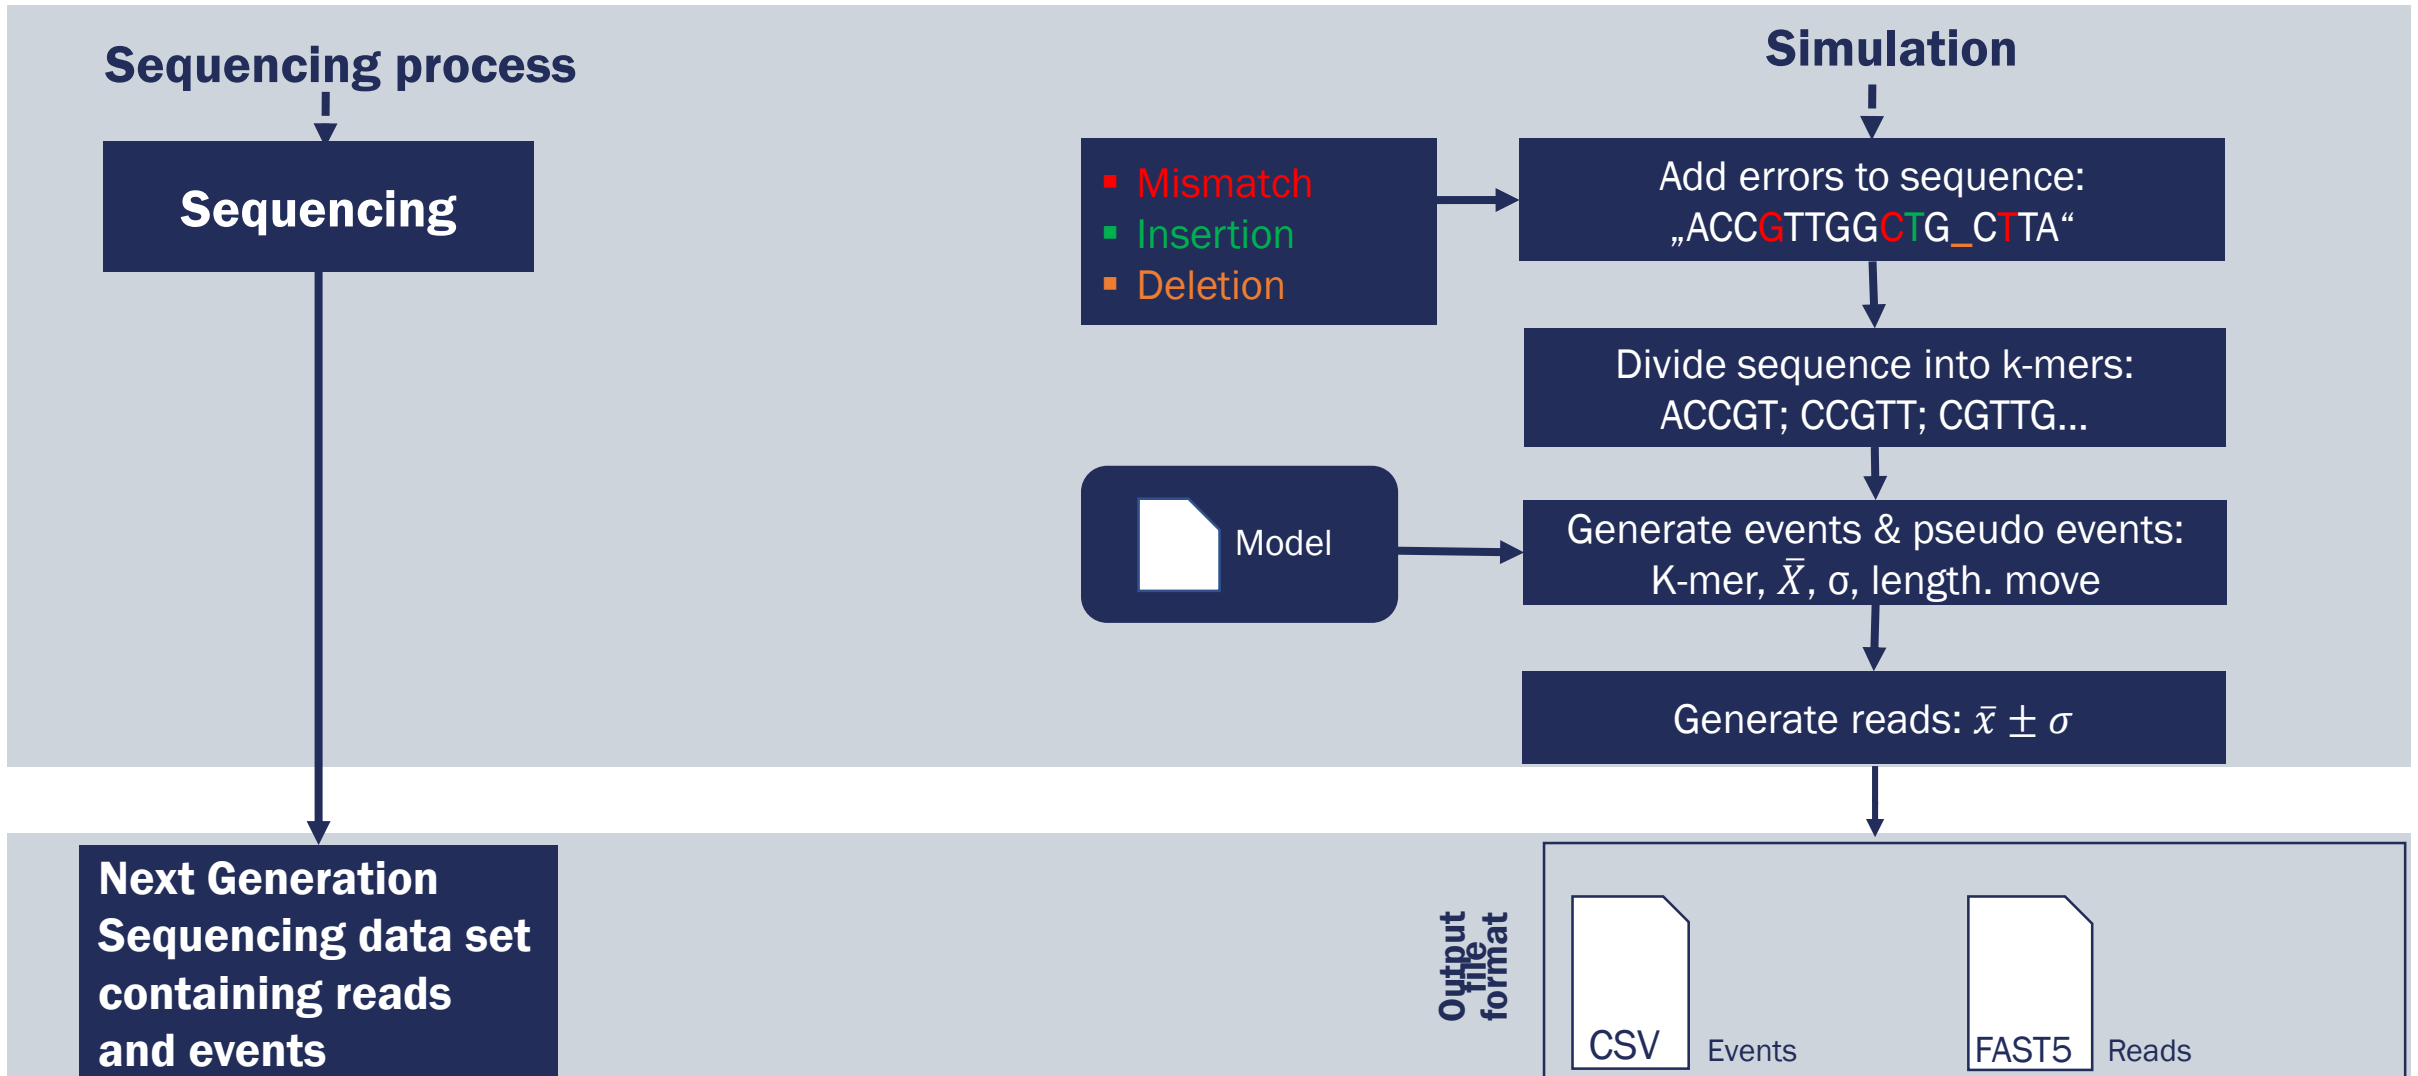 Sequencing process
Sequencing
Next Generation
Sequencing data set
containing reads
and events
Simulation
▪ Mismatch
▪ Insertion
▪ Deletion
Add errors to sequence:
„ACCGTTGGCTG_CTTA“
Divide sequence into k-mers:
ACCGT; CCGTT; CGTTG...
Model
Generate events & pseudo events:
K-mer, X̅, σ, length. move
Generate reads: x̅ ± σ
Output
file
format
CSV
Events
FAST5
Reads